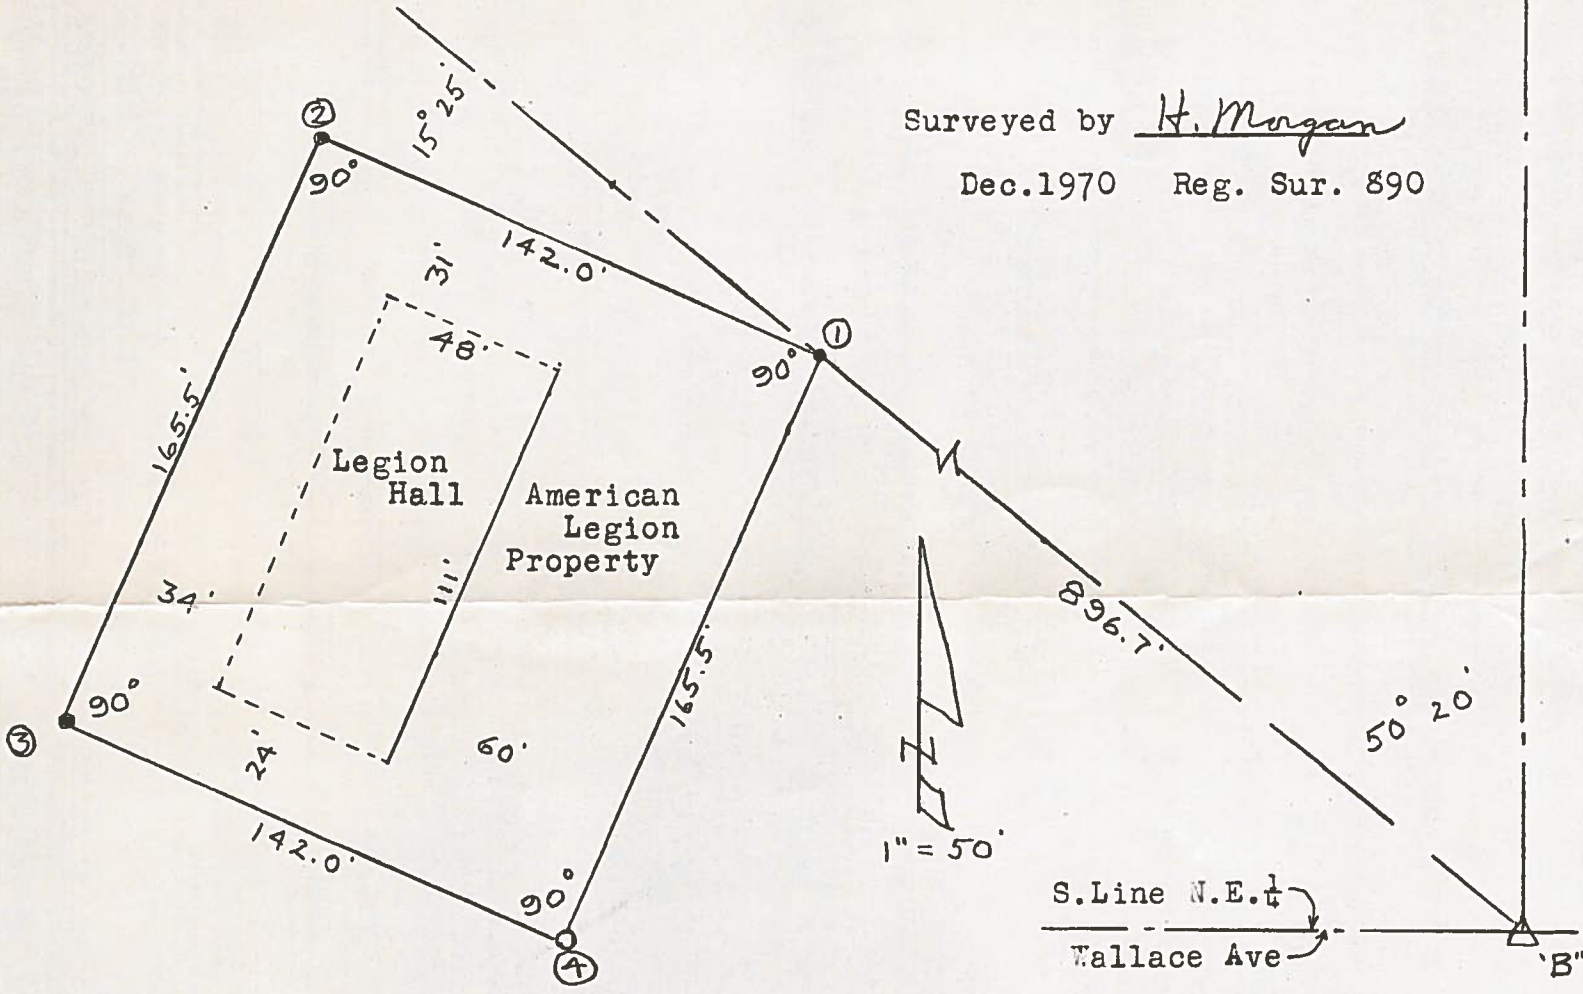 ②
15° 25'
Surveyed by H. Morgan
Dec.1970 Reg. Sur. 890
90°
142.0'
31'
48'
①
90°
165.5'
Legion
Hall
American
Legion
Property
111'
34'
896.7'
165.5'
90°
③
24'
60'
50° 20'
N
142.0'
1" = 50'
90°
④
S.Line N.E.¼
Wallace Ave
'B"